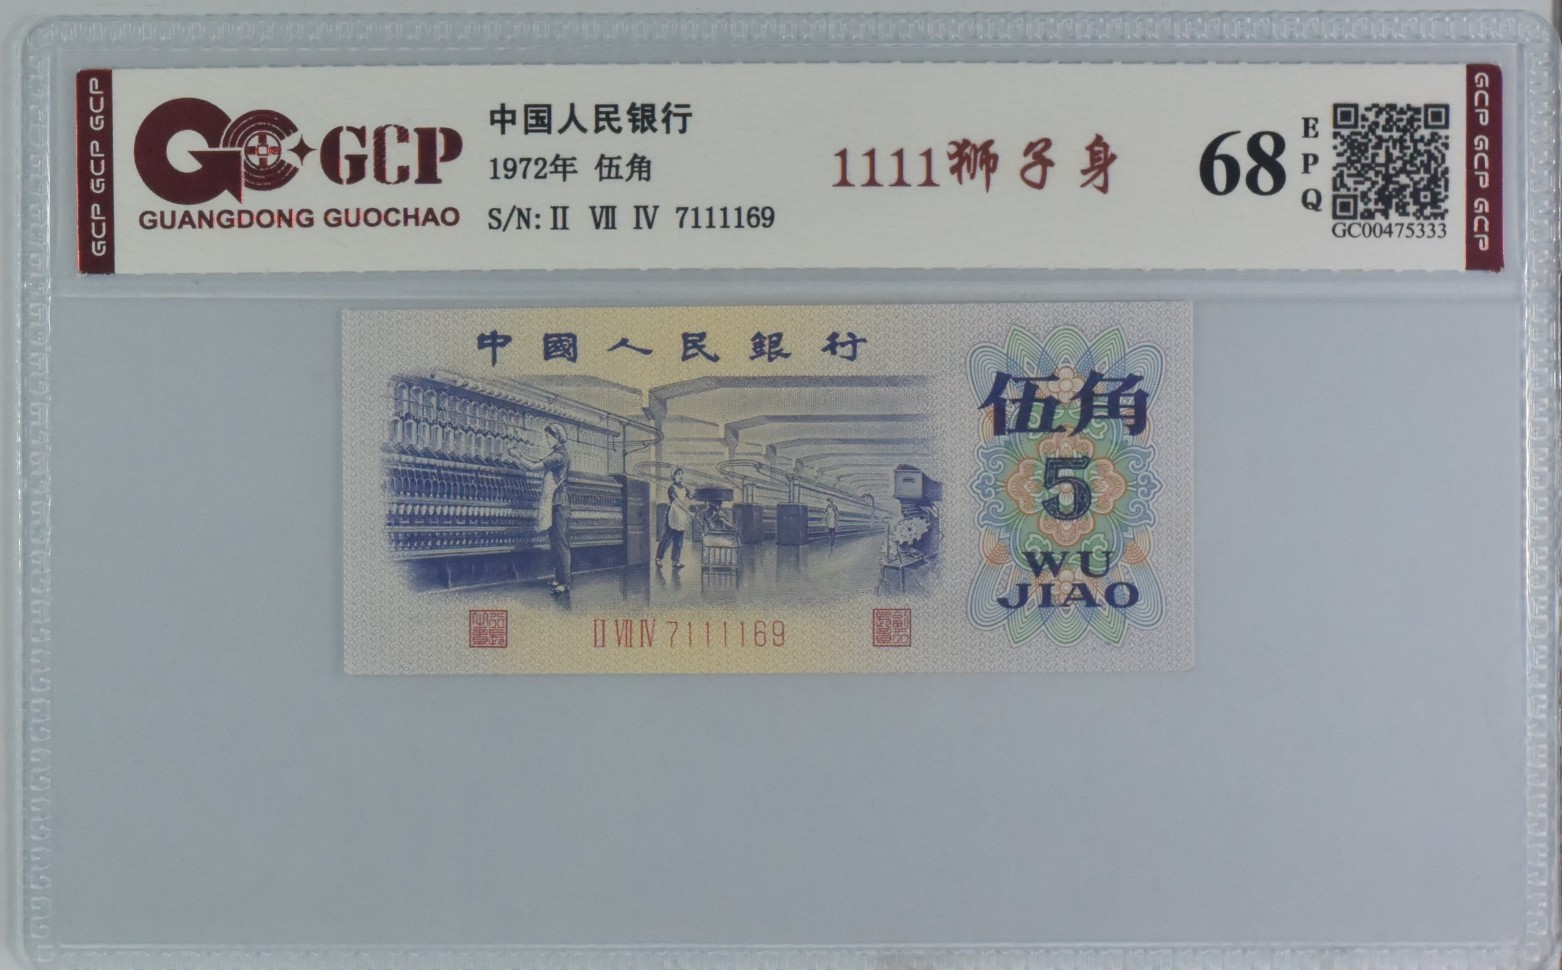 GCP GCP GCP
GCP
GUANGDONG GUOCHAO
中国人民银行
1972年 伍角
S/N: II VII IV 7111169
1111狮子身
68
EPQ
GC00475333
GCP GCP GCP
中國人民銀行
伍角
5
WU
JIAO
II VII IV 7111169